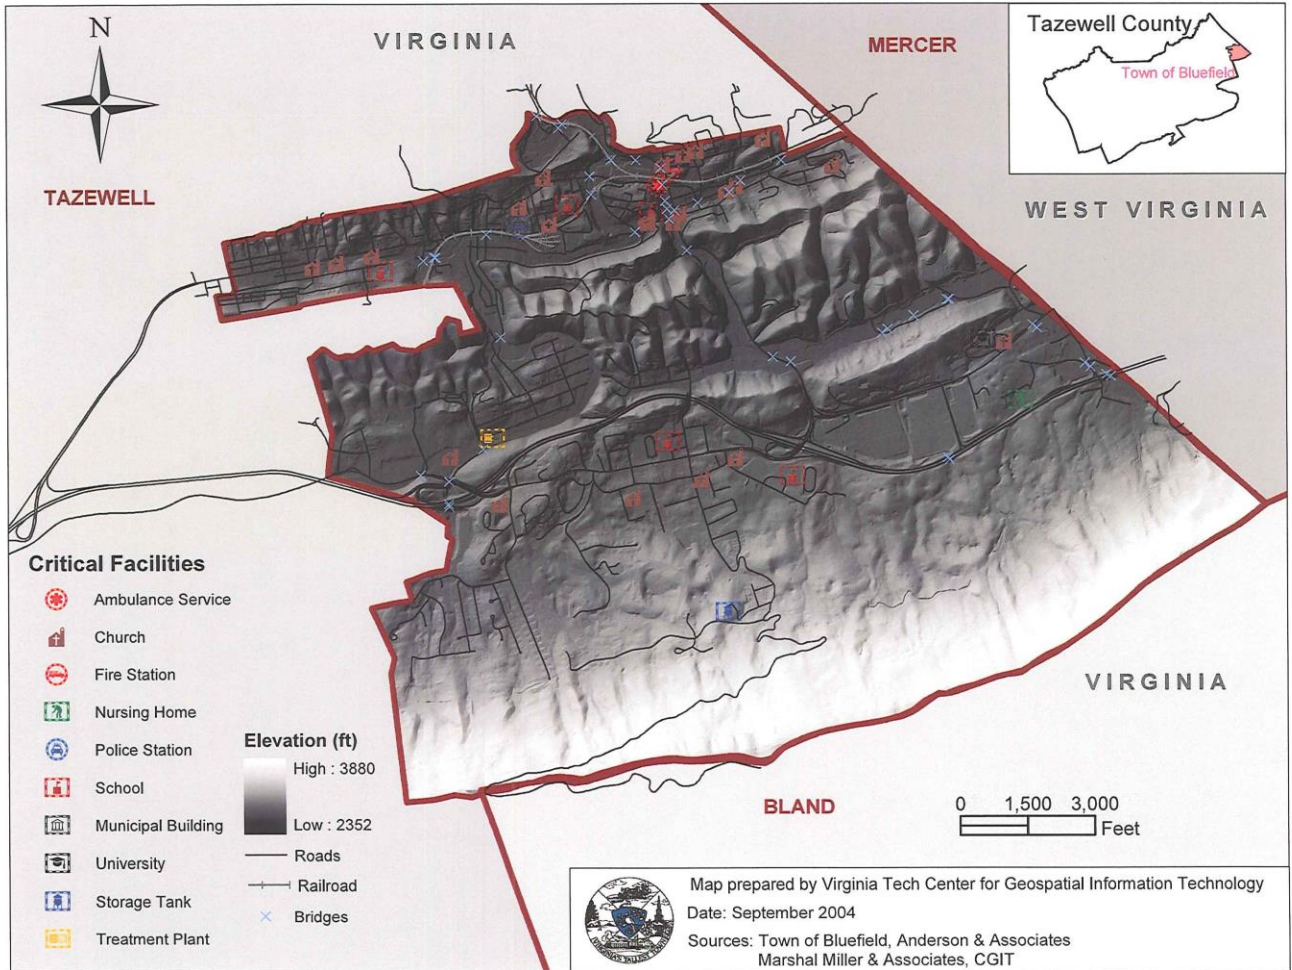 N
VIRGINIA
MERCER
Tazewell County
Town of Bluefield
TAZEWELL
WEST VIRGINIA
VIRGINIA
BLAND
Critical Facilities
Ambulance Service
Church
Fire Station
Nursing Home
Police Station
School
Municipal Building
University
Storage Tank
Treatment Plant
Elevation (ft)
High : 3880
Low : 2352
Roads
Railroad
Bridges
0 1,500 3,000
Feet
Map prepared by Virginia Tech Center for Geospatial Information Technology
Date: September 2004
Sources: Town of Bluefield, Anderson & Associates
Marshal Miller & Associates, CGIT